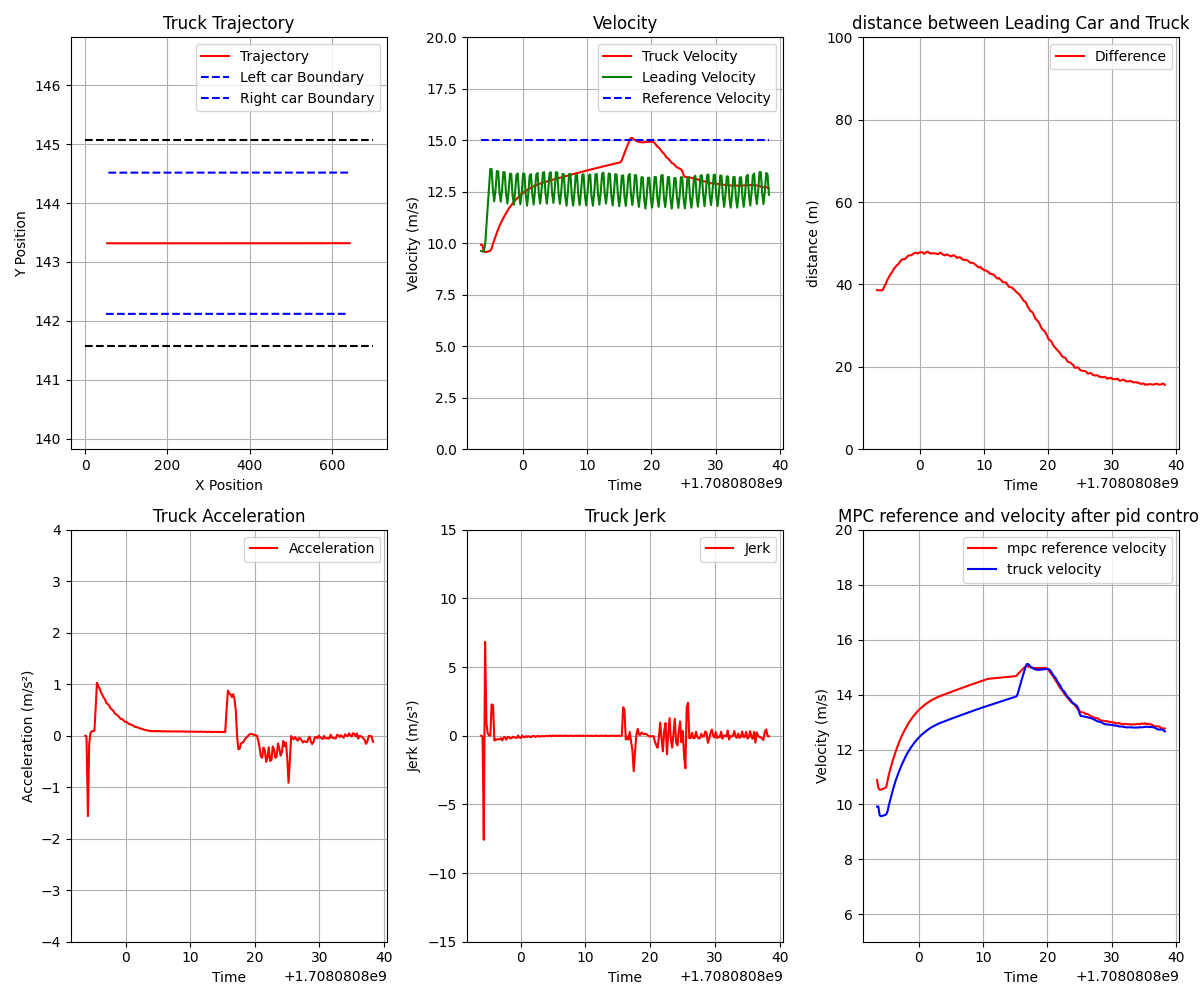 Truck Trajectory
146
145
144
143
142
141
140
Y Position
Trajectory
Left car Boundary
Right car Boundary
0 200 400 600
X Position
Velocity
20.0
17.5
15.0
12.5
10.0
7.5
5.0
2.5
0.0
Velocity (m/s)
Truck Velocity
Leading Velocity
Reference Velocity
0 10 20 30 40
Time +1.7080808e9
distance between Leading Car and Truck
100
80
60
40
20
0
distance (m)
Difference
0 10 20 30 40
Time +1.7080808e9
Truck Acceleration
4
3
2
1
0
−1
−2
−3
−4
Acceleration (m/s²)
Acceleration
0 10 20 30 40
Time +1.7080808e9
Truck Jerk
15
10
5
0
−5
−10
−15
Jerk (m/s³)
Jerk
0 10 20 30 40
Time +1.7080808e9
MPC reference and velocity after pid contro
20
18
16
14
12
10
8
6
Velocity (m/s)
mpc reference velocity
truck velocity
0 10 20 30 40
Time +1.7080808e9